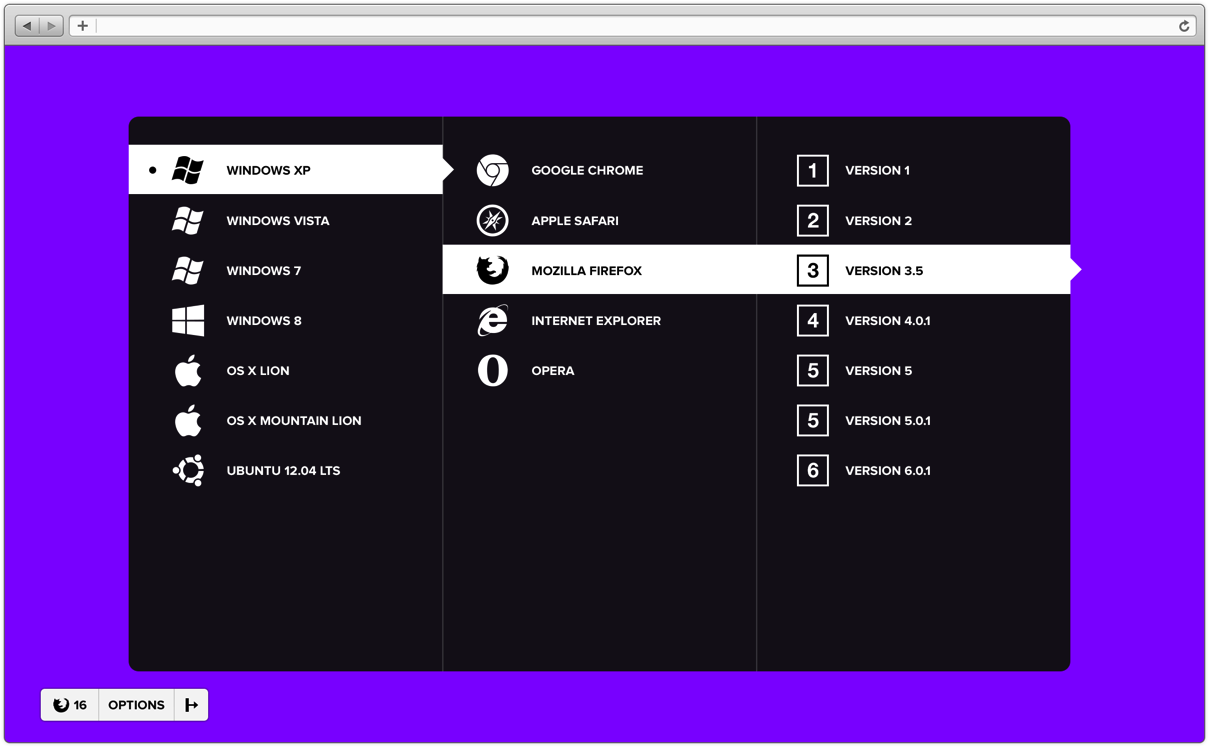 WINDOWS XP
WINDOWS VISTA
WINDOWS 7
WINDOWS 8
OS X LION
OS X MOUNTAIN LION
UBUNTU 12.04 LTS
GOOGLE CHROME
APPLE SAFARI
MOZILLA FIREFOX
INTERNET EXPLORER
OPERA
1 VERSION 1
2 VERSION 2
3 VERSION 3.5
4 VERSION 4.0.1
5 VERSION 5
5 VERSION 5.0.1
6 VERSION 6.0.1
16 OPTIONS